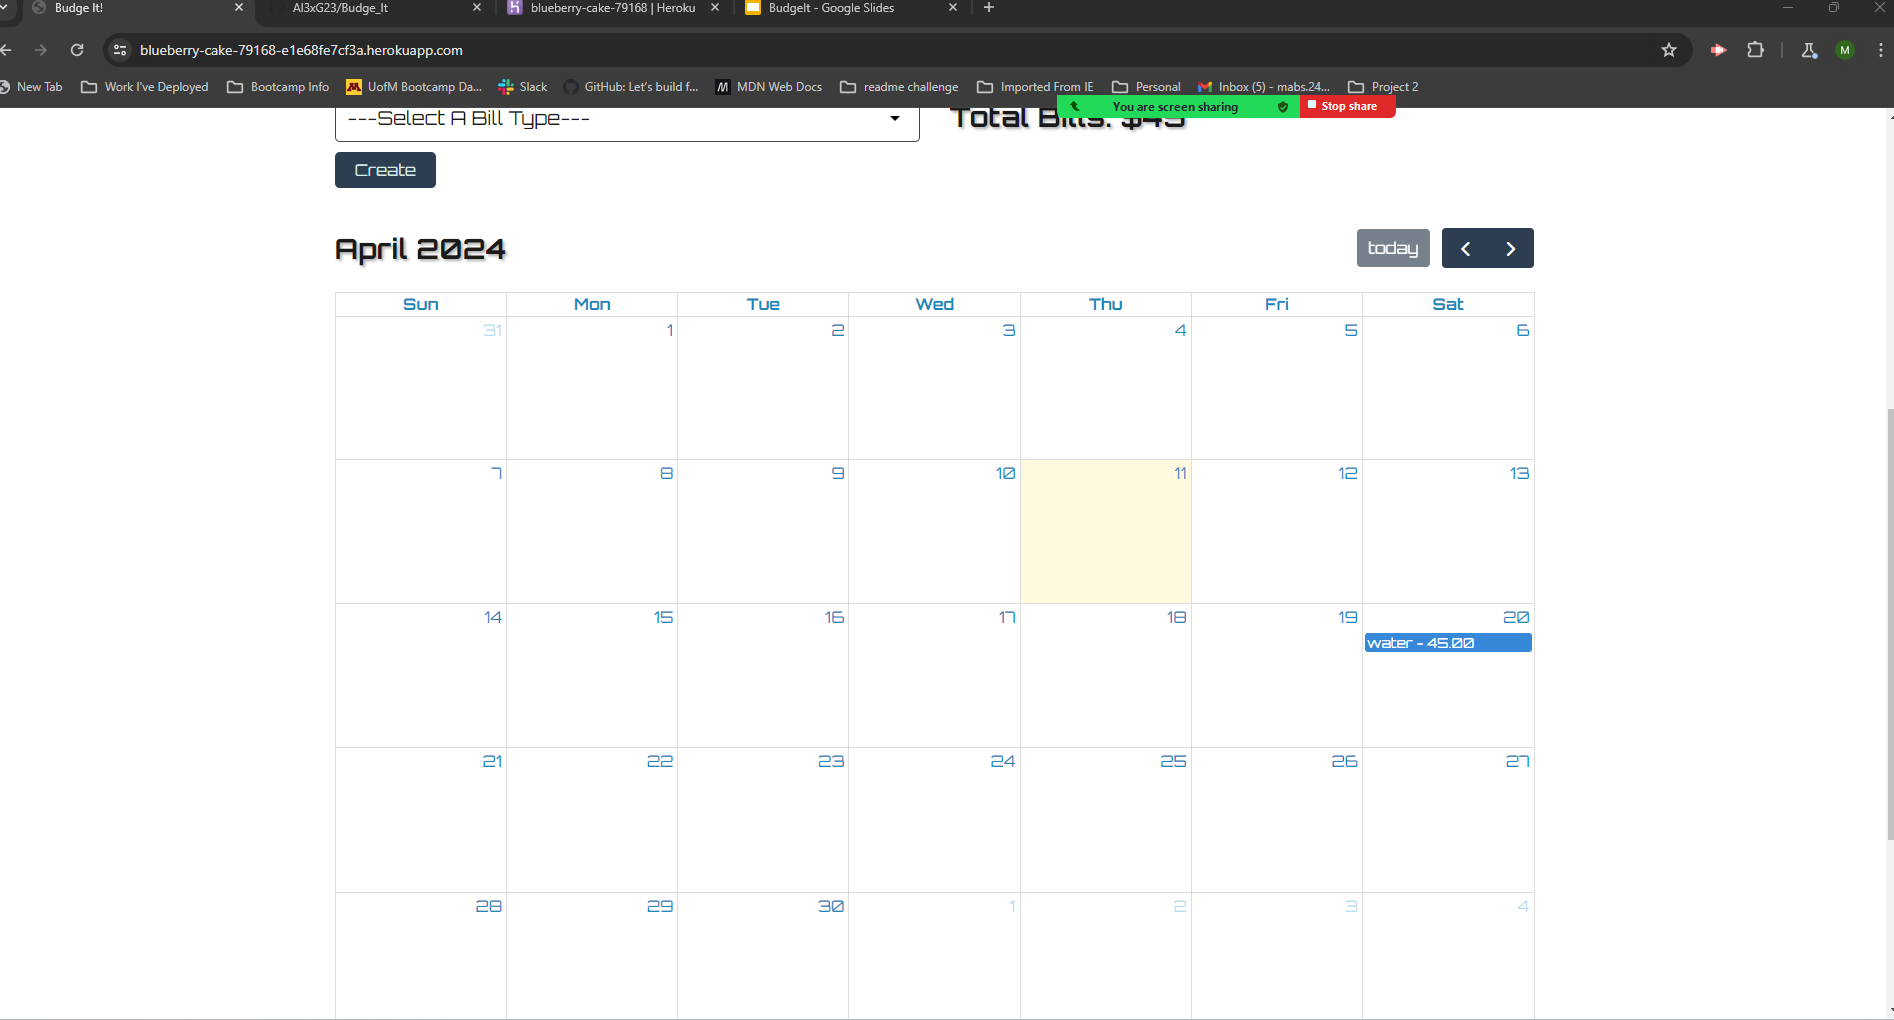 Budge It!
Al3xG23/Budge_It
blueberry-cake-79168 | Heroku
BudgeIt - Google Slides
blueberry-cake-79168-e1e68fe7cf3a.herokuapp.com
M
New Tab
Work I've Deployed
Bootcamp Info
UofM Bootcamp Da...
Slack
GitHub: Let's build f...
MDN Web Docs
readme challenge
Imported From IE
Personal
Inbox (5) - mabs.24...
Project 2
You are screen sharing
Stop share
---Select A Bill Type---
Total Bills: $45
Create
April 2024
today
Sun Mon Tue Wed Thu Fri Sat
31 1 2 3 4 5 6
7 8 9 10 11 12 13
14 15 16 17 18 19 20
water - 45.00
21 22 23 24 25 26 27
28 29 30 1 2 3 4